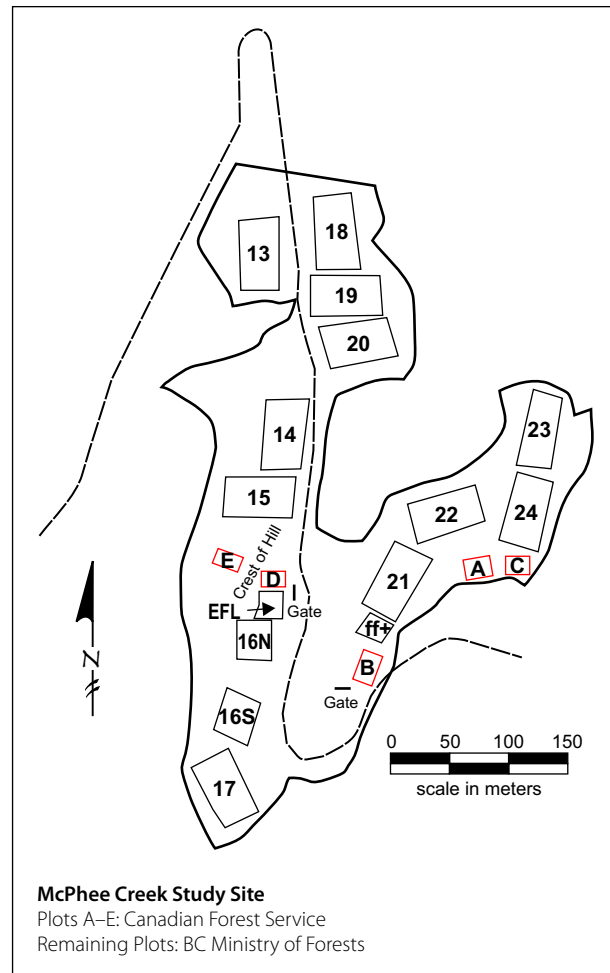 18
13
19
20
14
23
15
22
24
Crest of Hill
E
D
A
C
21
EFL
Gate
ff+
16N
B
N
Gate
16S
0 50 100 150
17
scale in meters
McPhee Creek Study Site
Plots A–E: Canadian Forest Service
Remaining Plots: BC Ministry of Forests